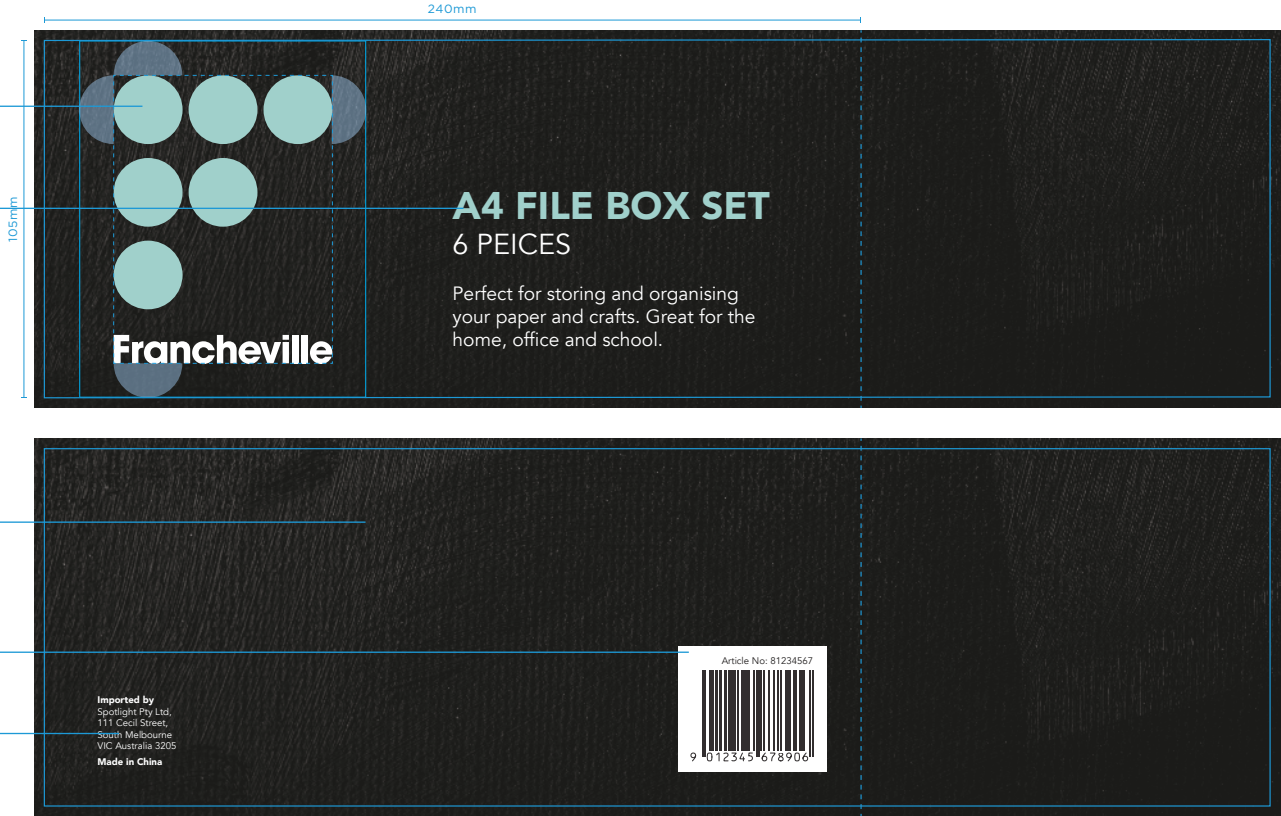 240mm
105mm
A4 FILE BOX SET
6 PEICES
Perfect for storing and organising
your paper and crafts. Great for the
home, office and school.
Francheville
Article No: 81234567
9 012345 678906
Imported by
Spotlight Pty Ltd,
111 Cecil Street,
South Melbourne
VIC Australia 3205
Made in China